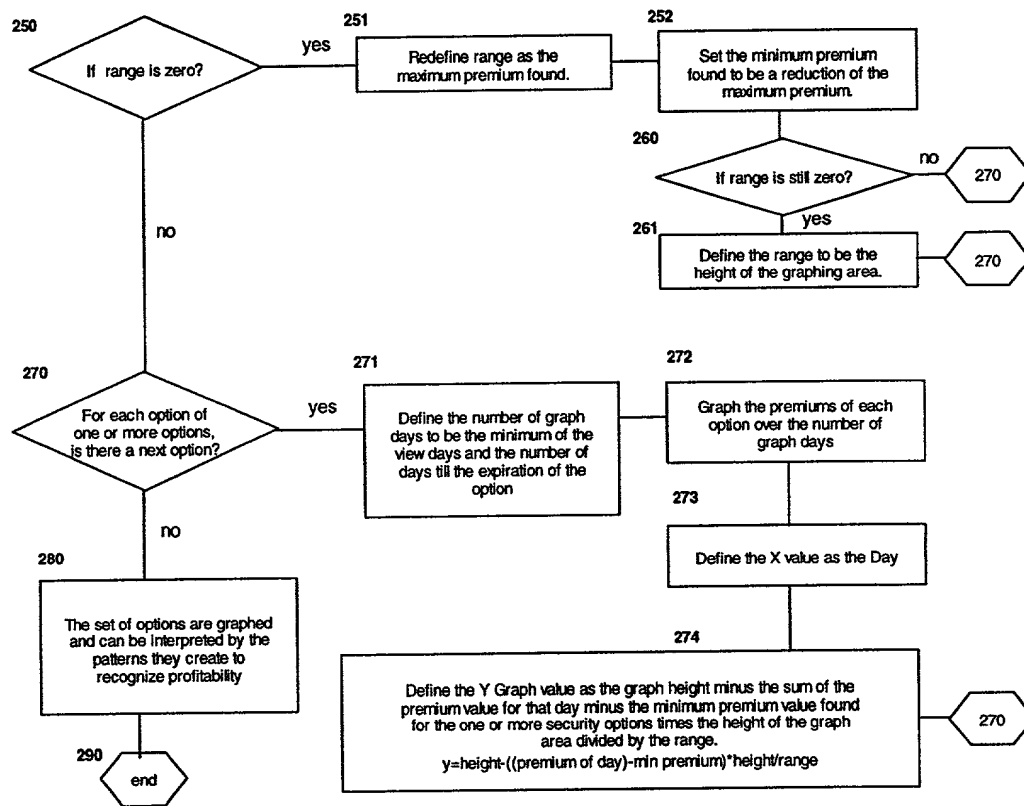 250
If range is zero?
yes
251
Redefine range as the
maximum premium found.
252
Set the minimum premium
found to be a reduction of the
maximum premium.
260
If range is still zero?
no
270
yes
261
Define the range to be the
height of the graphing area.
270
no
270
For each option of
one or more options,
is there a next option?
yes
271
Define the number of graph
days to be the minimum of the
view days and the number of
days till the expiration of the
option
272
Graph the premiums of each
option over the number of
graph days
273
Define the X value as the Day
274
Define the Y Graph value as the graph height minus the sum of the
premium value for that day minus the minimum premium value found
for the one or more security options times the height of the graph
area divided by the range.
y=height-((premium of day)-min premium)*height/range
270
no
280
The set of options are graphed
and can be interpreted by the
patterns they create to
recognize profitability
290
end